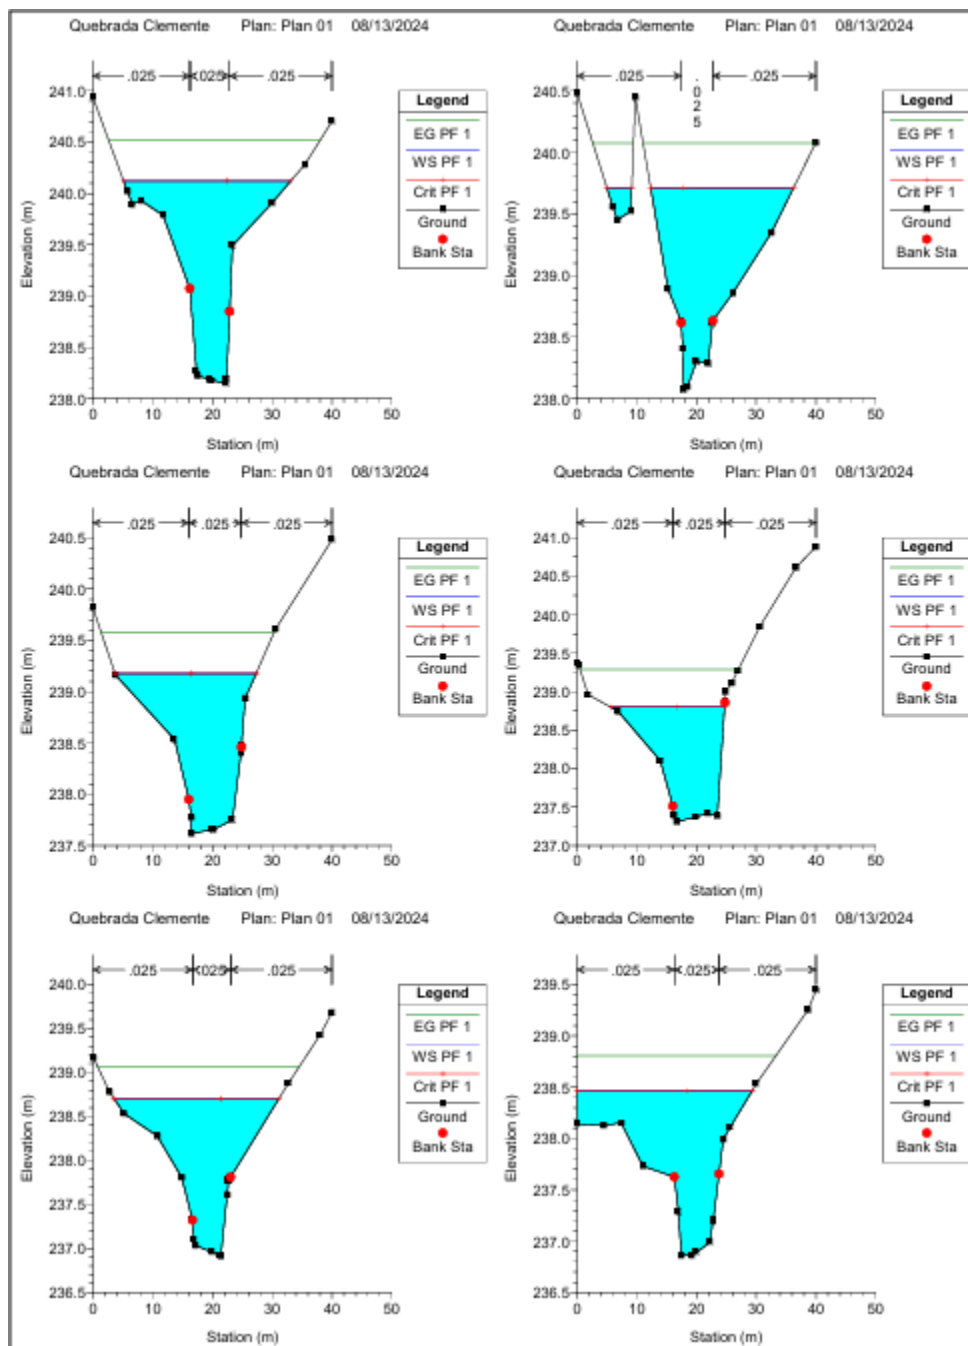 Quebrada Clemente Plan: Plan 01 08/13/2024
.025 .025 .025
Elevation (m)
241.0
240.5
240.0
239.5
239.0
238.5
238.0
0 10 20 30 40 50
Station (m)
Legend
EG PF 1
WS PF 1
Crit PF 1
Ground
Bank Sta
Quebrada Clemente Plan: Plan 01 08/13/2024
.025 .025 .025
Elevation (m)
240.5
240.0
239.5
239.0
238.5
238.0
0 10 20 30 40 50
Station (m)
Legend
EG PF 1
WS PF 1
Crit PF 1
Ground
Bank Sta
Quebrada Clemente Plan: Plan 01 08/13/2024
.025 .025 .025
Elevation (m)
240.5
240.0
239.5
239.0
238.5
238.0
237.5
0 10 20 30 40 50
Station (m)
Legend
EG PF 1
WS PF 1
Crit PF 1
Ground
Bank Sta
Quebrada Clemente Plan: Plan 01 08/13/2024
.025 .025 .025
Elevation (m)
241.0
240.5
240.0
239.5
239.0
238.5
238.0
237.5
237.0
0 10 20 30 40 50
Station (m)
Legend
EG PF 1
WS PF 1
Crit PF 1
Ground
Bank Sta
Quebrada Clemente Plan: Plan 01 08/13/2024
.025 .025 .025
Elevation (m)
240.0
239.5
239.0
238.5
238.0
237.5
237.0
236.5
0 10 20 30 40 50
Station (m)
Legend
EG PF 1
WS PF 1
Crit PF 1
Ground
Bank Sta
Quebrada Clemente Plan: Plan 01 08/13/2024
.025 .025 .025
Elevation (m)
239.5
239.0
238.5
238.0
237.5
237.0
236.5
0 10 20 30 40 50
Station (m)
Legend
EG PF 1
WS PF 1
Crit PF 1
Ground
Bank Sta